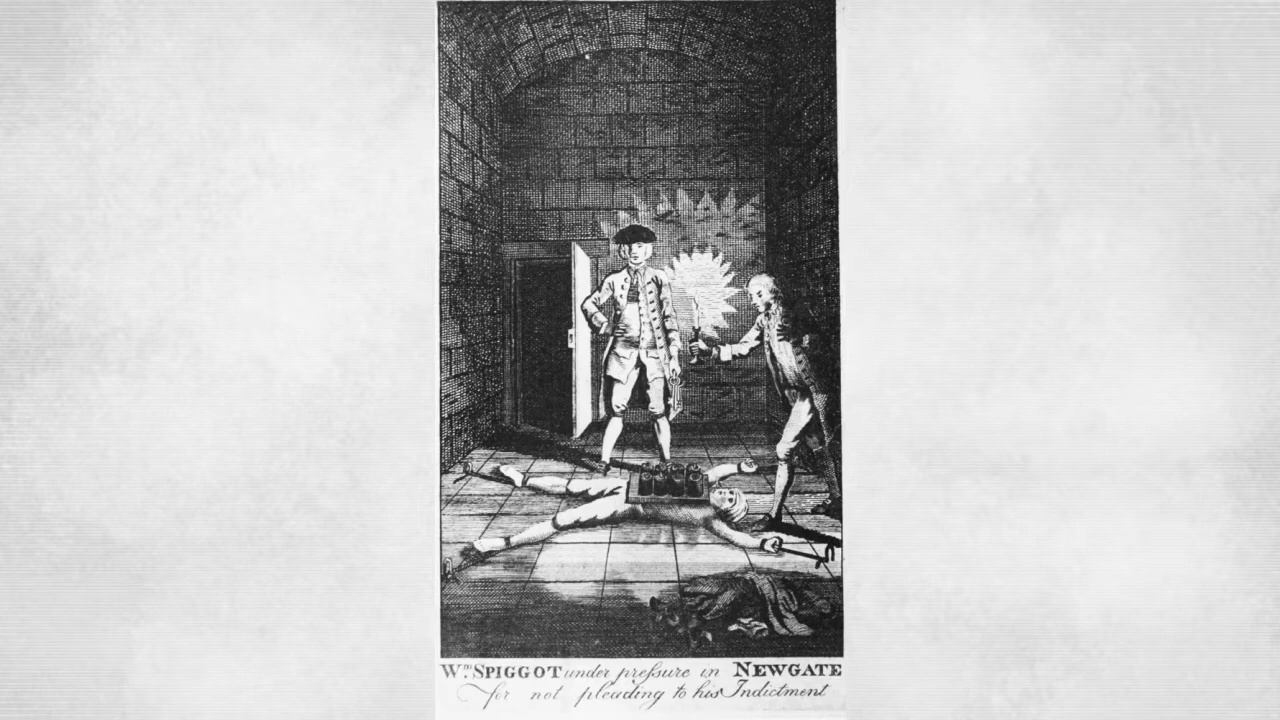 Wm. SPIGGOT under preſsure in NEWGATE
for not pleading to his Indictment